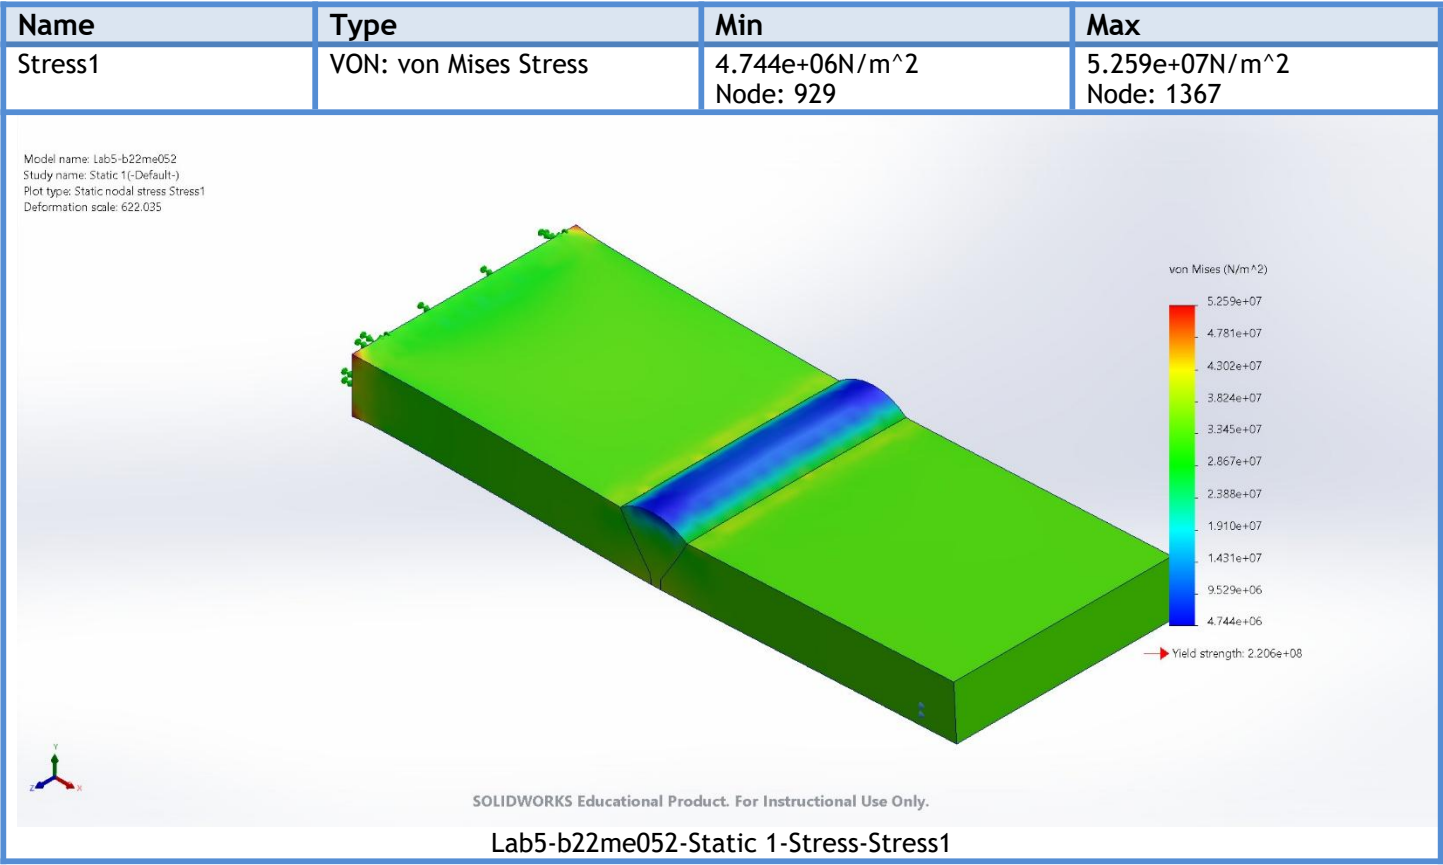 Name Type Min Max
Stress1 VON: von Mises Stress 4.744e+06N/m^2 5.259e+07N/m^2
Node: 929 Node: 1367
Model name: Lab5-b22me052
Study name: Static 1(-Default-)
Plot type: Static nodal stress Stress1
Deformation scale: 622.035
von Mises (N/m^2)
5.259e+07
4.781e+07
4.302e+07
3.824e+07
3.345e+07
2.867e+07
2.388e+07
1.910e+07
1.431e+07
9.529e+06
4.744e+06
Yield strength: 2.206e+08
Y
Z X
SOLIDWORKS Educational Product. For Instructional Use Only.
Lab5-b22me052-Static 1-Stress-Stress1